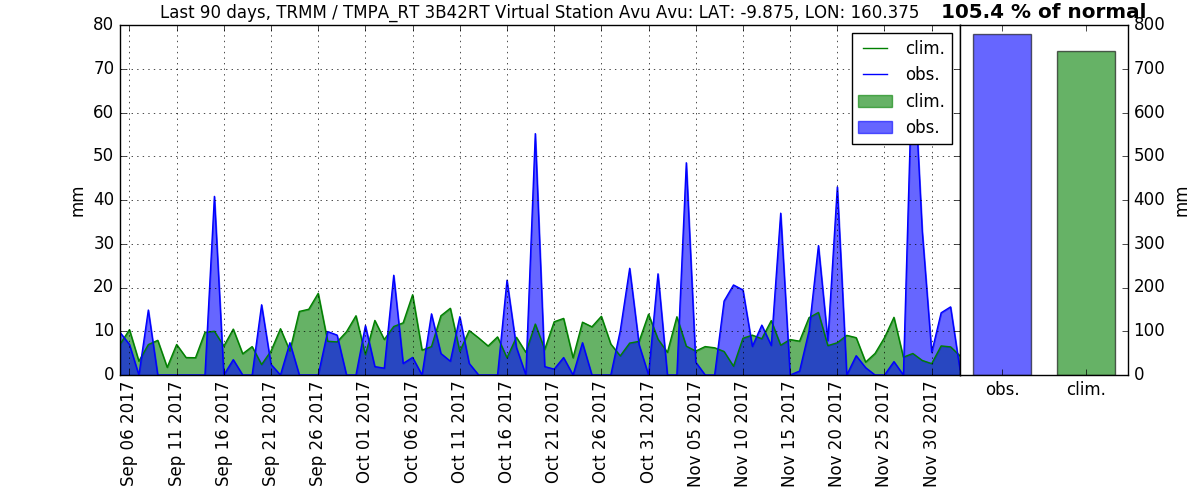 Last 90 days, TRMM / TMPA_RT 3B42RT Virtual Station Avu Avu: LAT: -9.875, LON: 160.375
105.4 % of normal
80
70
60
50
40
30
20
10
0
mm
clim.
obs.
clim.
obs.
Sep 06 2017
Sep 11 2017
Sep 16 2017
Sep 21 2017
Sep 26 2017
Oct 01 2017
Oct 06 2017
Oct 11 2017
Oct 16 2017
Oct 21 2017
Oct 26 2017
Oct 31 2017
Nov 05 2017
Nov 10 2017
Nov 15 2017
Nov 20 2017
Nov 25 2017
Nov 30 2017
800
700
600
500
400
300
200
100
0
mm
obs.
clim.